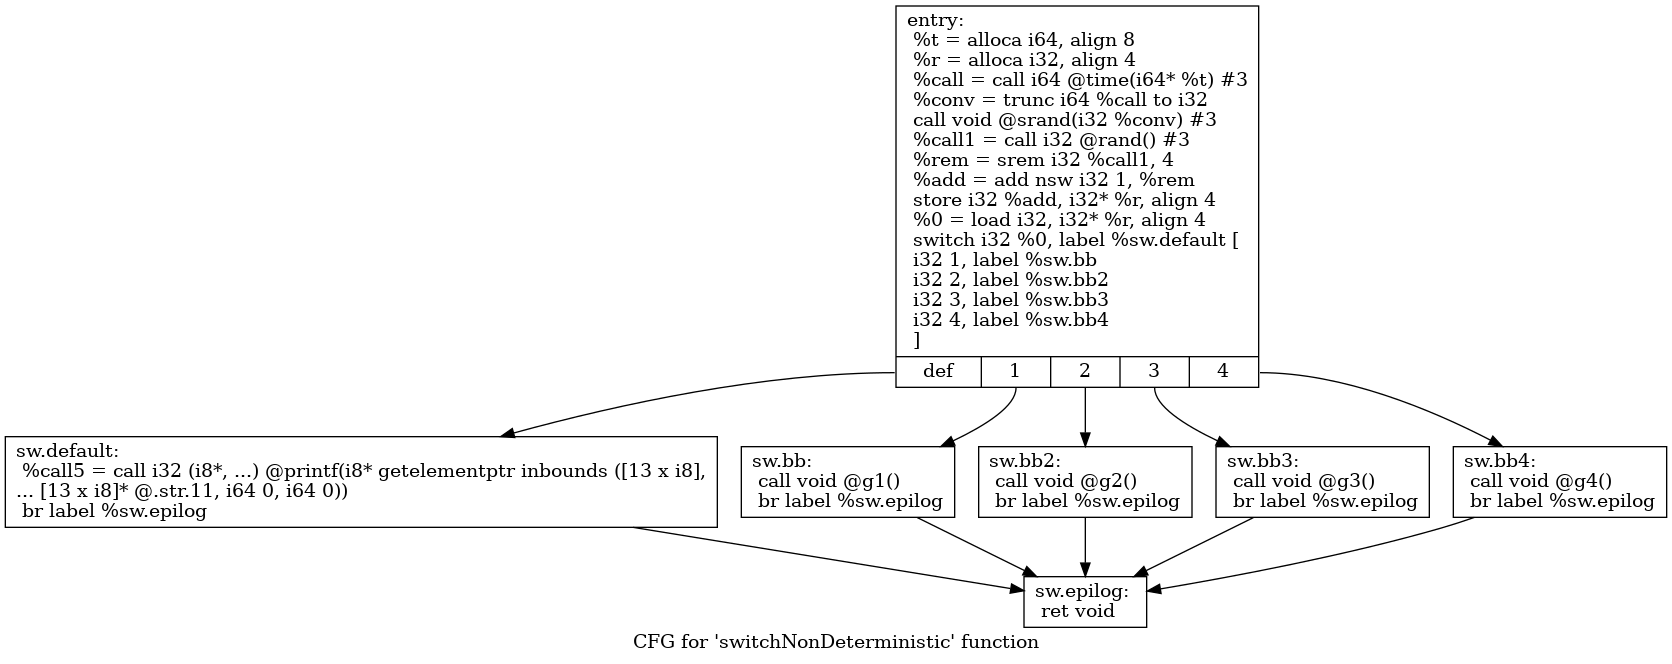 entry:
%t = alloca i64, align 8
%r = alloca i32, align 4
%call = call i64 @time(i64* %t) #3
%conv = trunc i64 %call to i32
call void @srand(i32 %conv) #3
%call1 = call i32 @rand() #3
%rem = srem i32 %call1, 4
%add = add nsw i32 1, %rem
store i32 %add, i32* %r, align 4
%0 = load i32, i32* %r, align 4
switch i32 %0, label %sw.default [
i32 1, label %sw.bb
i32 2, label %sw.bb2
i32 3, label %sw.bb3
i32 4, label %sw.bb4
]
def 1 2 3 4
sw.default:
%call5 = call i32 (i8*, ...) @printf(i8* getelementptr inbounds ([13 x i8],
... [13 x i8]* @.str.11, i64 0, i64 0))
br label %sw.epilog
sw.bb:
call void @g1()
br label %sw.epilog
sw.bb2:
call void @g2()
br label %sw.epilog
sw.bb3:
call void @g3()
br label %sw.epilog
sw.bb4:
call void @g4()
br label %sw.epilog
sw.epilog:
ret void
CFG for 'switchNonDeterministic' function